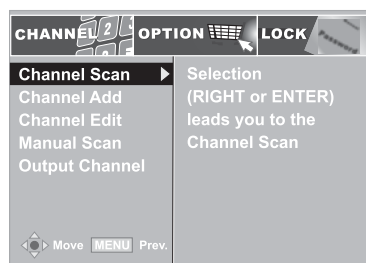 CHANNEL 2 OPTION LOCK
Channel Scan
Channel Add
Channel Edit
Manual Scan
Output Channel
Selection
(RIGHT or ENTER)
leads you to the
Channel Scan
Move MENU Prev.